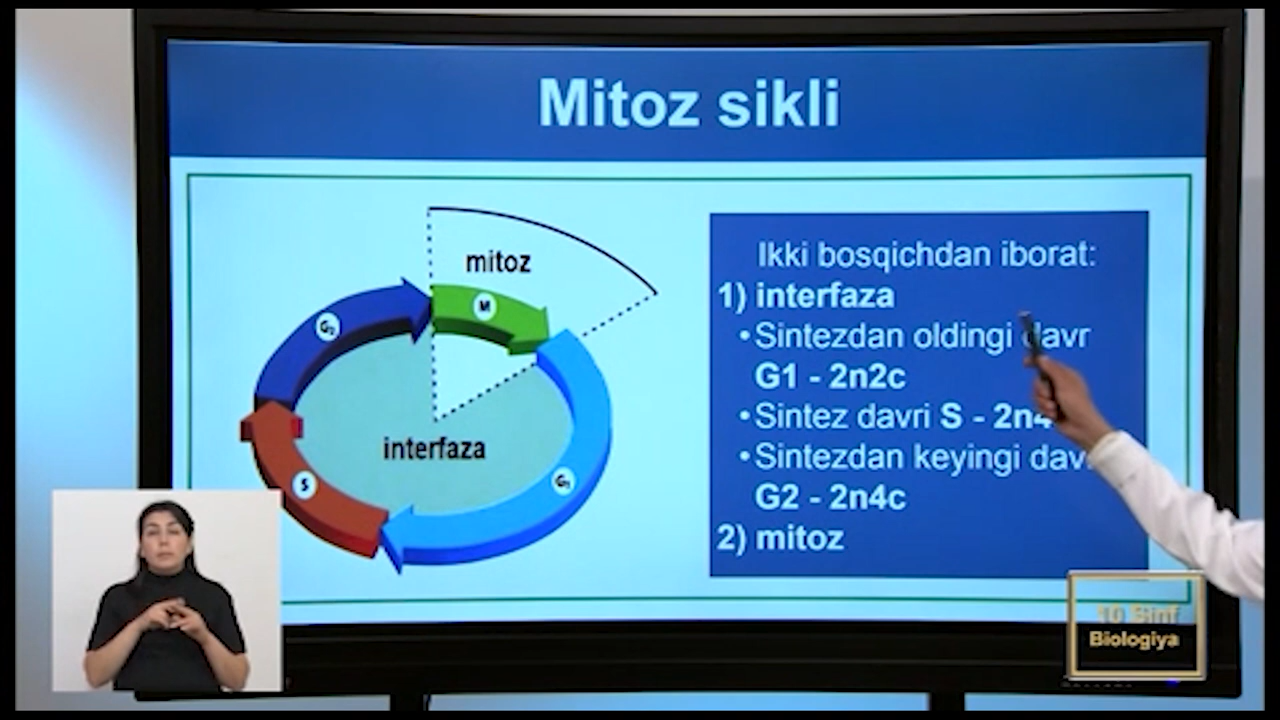 Mitoz sikli
mitoz
M
G₂
interfaza
S
G₁
Ikki bosqichdan iborat:
1) interfaza
•Sintezdan oldingi davr
G1 - 2n2c
•Sintez davri S - 2n4
•Sintezdan keyingi dav
G2 - 2n4c
2) mitoz
10 Sinf
Biologiya